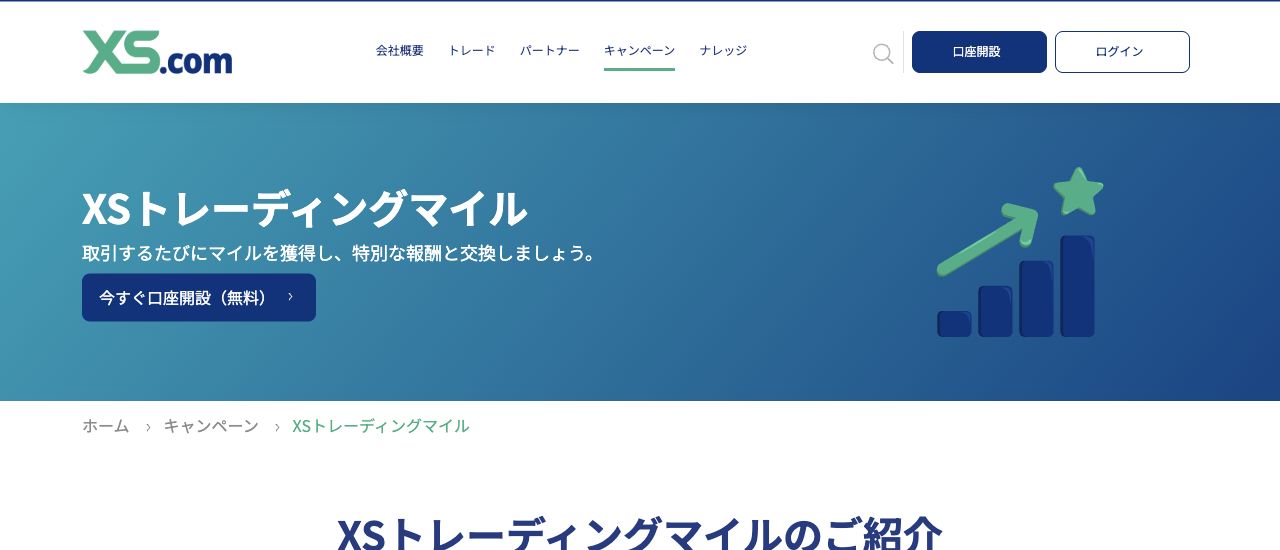 XS.com
会社概要 トレード パートナー キャンペーン ナレッジ 口座開設 ログイン
XSトレーディングマイル
取引するたびにマイルを獲得し、特別な報酬と交換しましょう。
今すぐ口座開設（無料） ›
ホーム › キャンペーン › XSトレーディングマイル
XSトレーディングマイルのご紹介